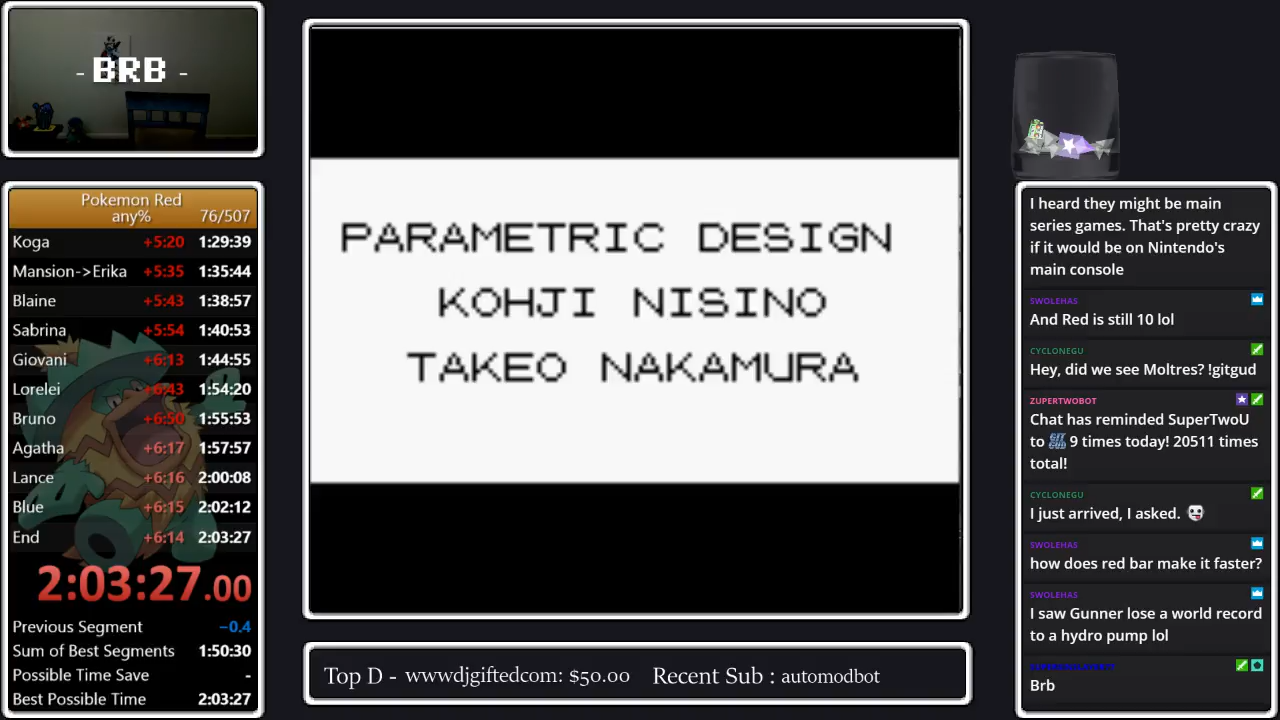 - BRB -
Pokemon Red
any% 76/507
Koga +5:20 1:29:39
Mansion->Erika +5:35 1:35:44
Blaine +5:43 1:38:57
Sabrina +5:54 1:40:53
Giovani +6:13 1:44:55
Lorelei +6:43 1:54:20
Bruno +6:50 1:55:53
Agatha +6:17 1:57:57
Lance +6:16 2:00:08
Blue +6:15 2:02:12
End +6:14 2:03:27
2:03:27.00
Previous Segment −0.4
Sum of Best Segments 1:50:30
Possible Time Save -
Best Possible Time 2:03:27
PARAMETRIC DESIGN
KOHJI NISINO
TAKEO NAKAMURA
Top D - wwwdjgiftedcom: $50.00 Recent Sub : automodbot
I heard they might be main
series games. That's pretty crazy
if it would be on Nintendo's
main console
SWOLEHAS
And Red is still 10 lol
CYCLONEGU
Hey, did we see Moltres? !gitgud
ZUPERTWOBOT
Chat has reminded SuperTwoU
to 9 times today! 20511 times
total!
CYCLONEGU
I just arrived, I asked.
SWOLEHAS
how does red bar make it faster?
SWOLEHAS
I saw Gunner lose a world record
to a hydro pump lol
Brb